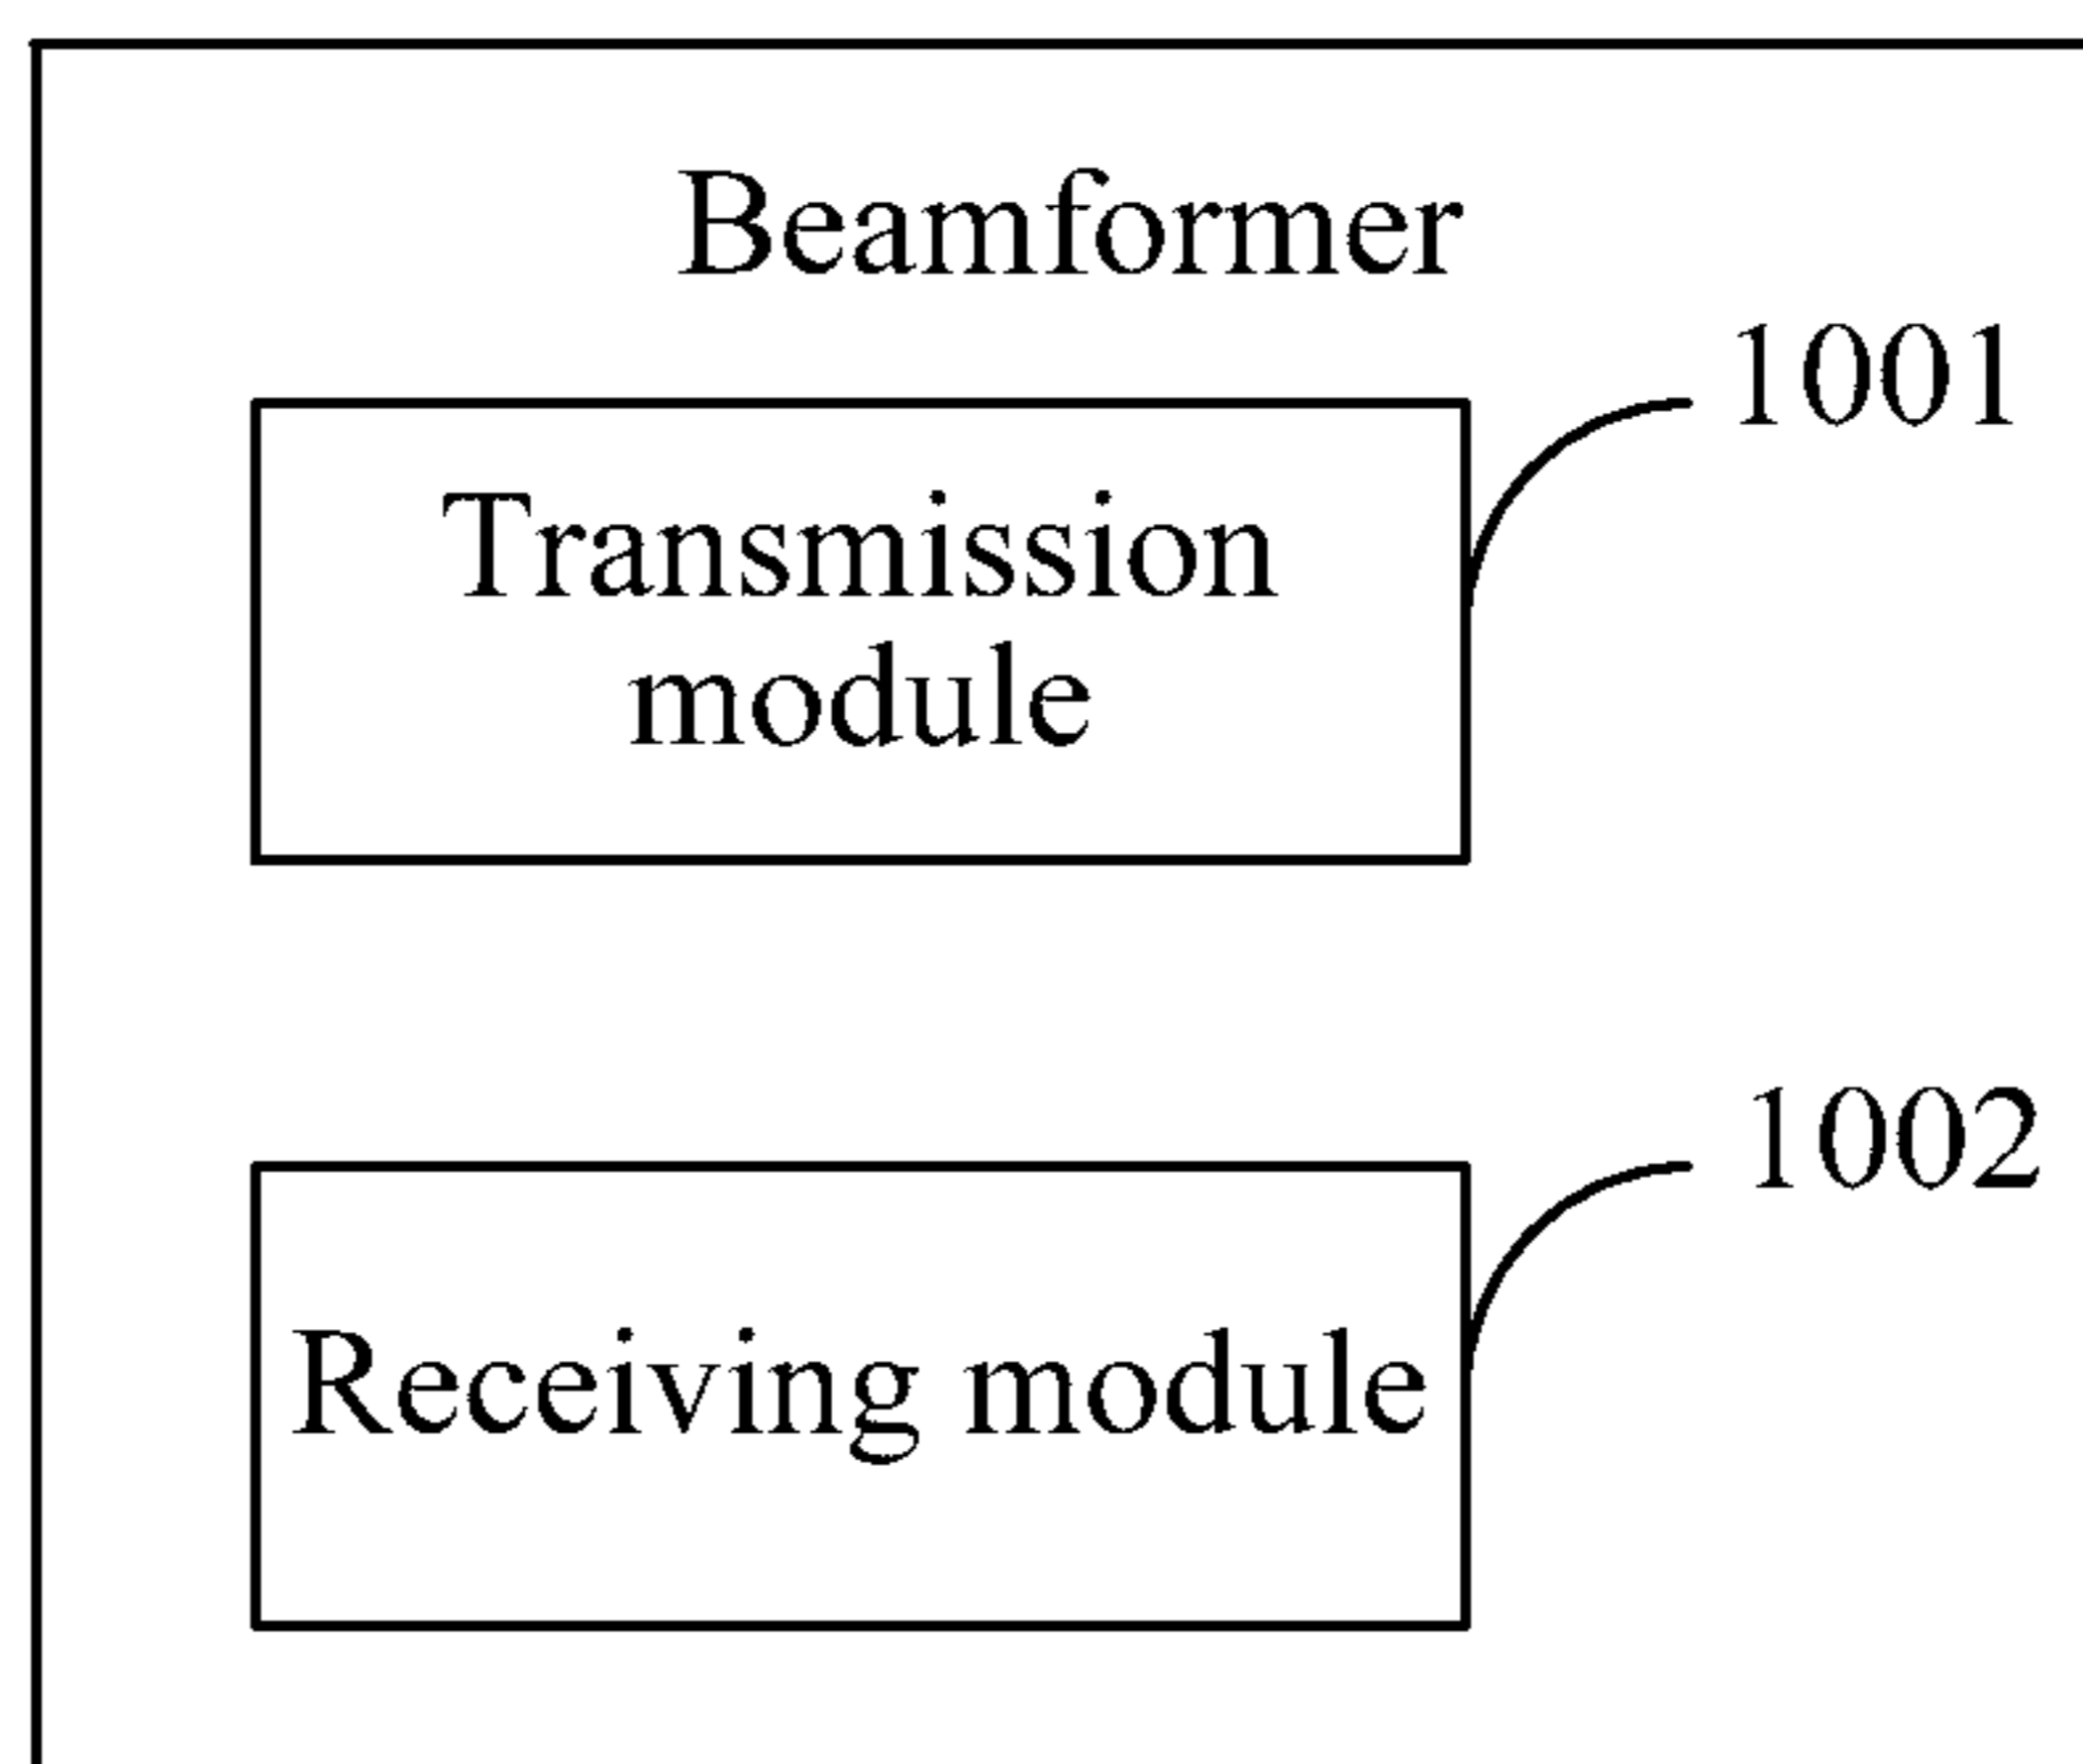 Beamformer
1001
Transmission
module
1002
Receiving module